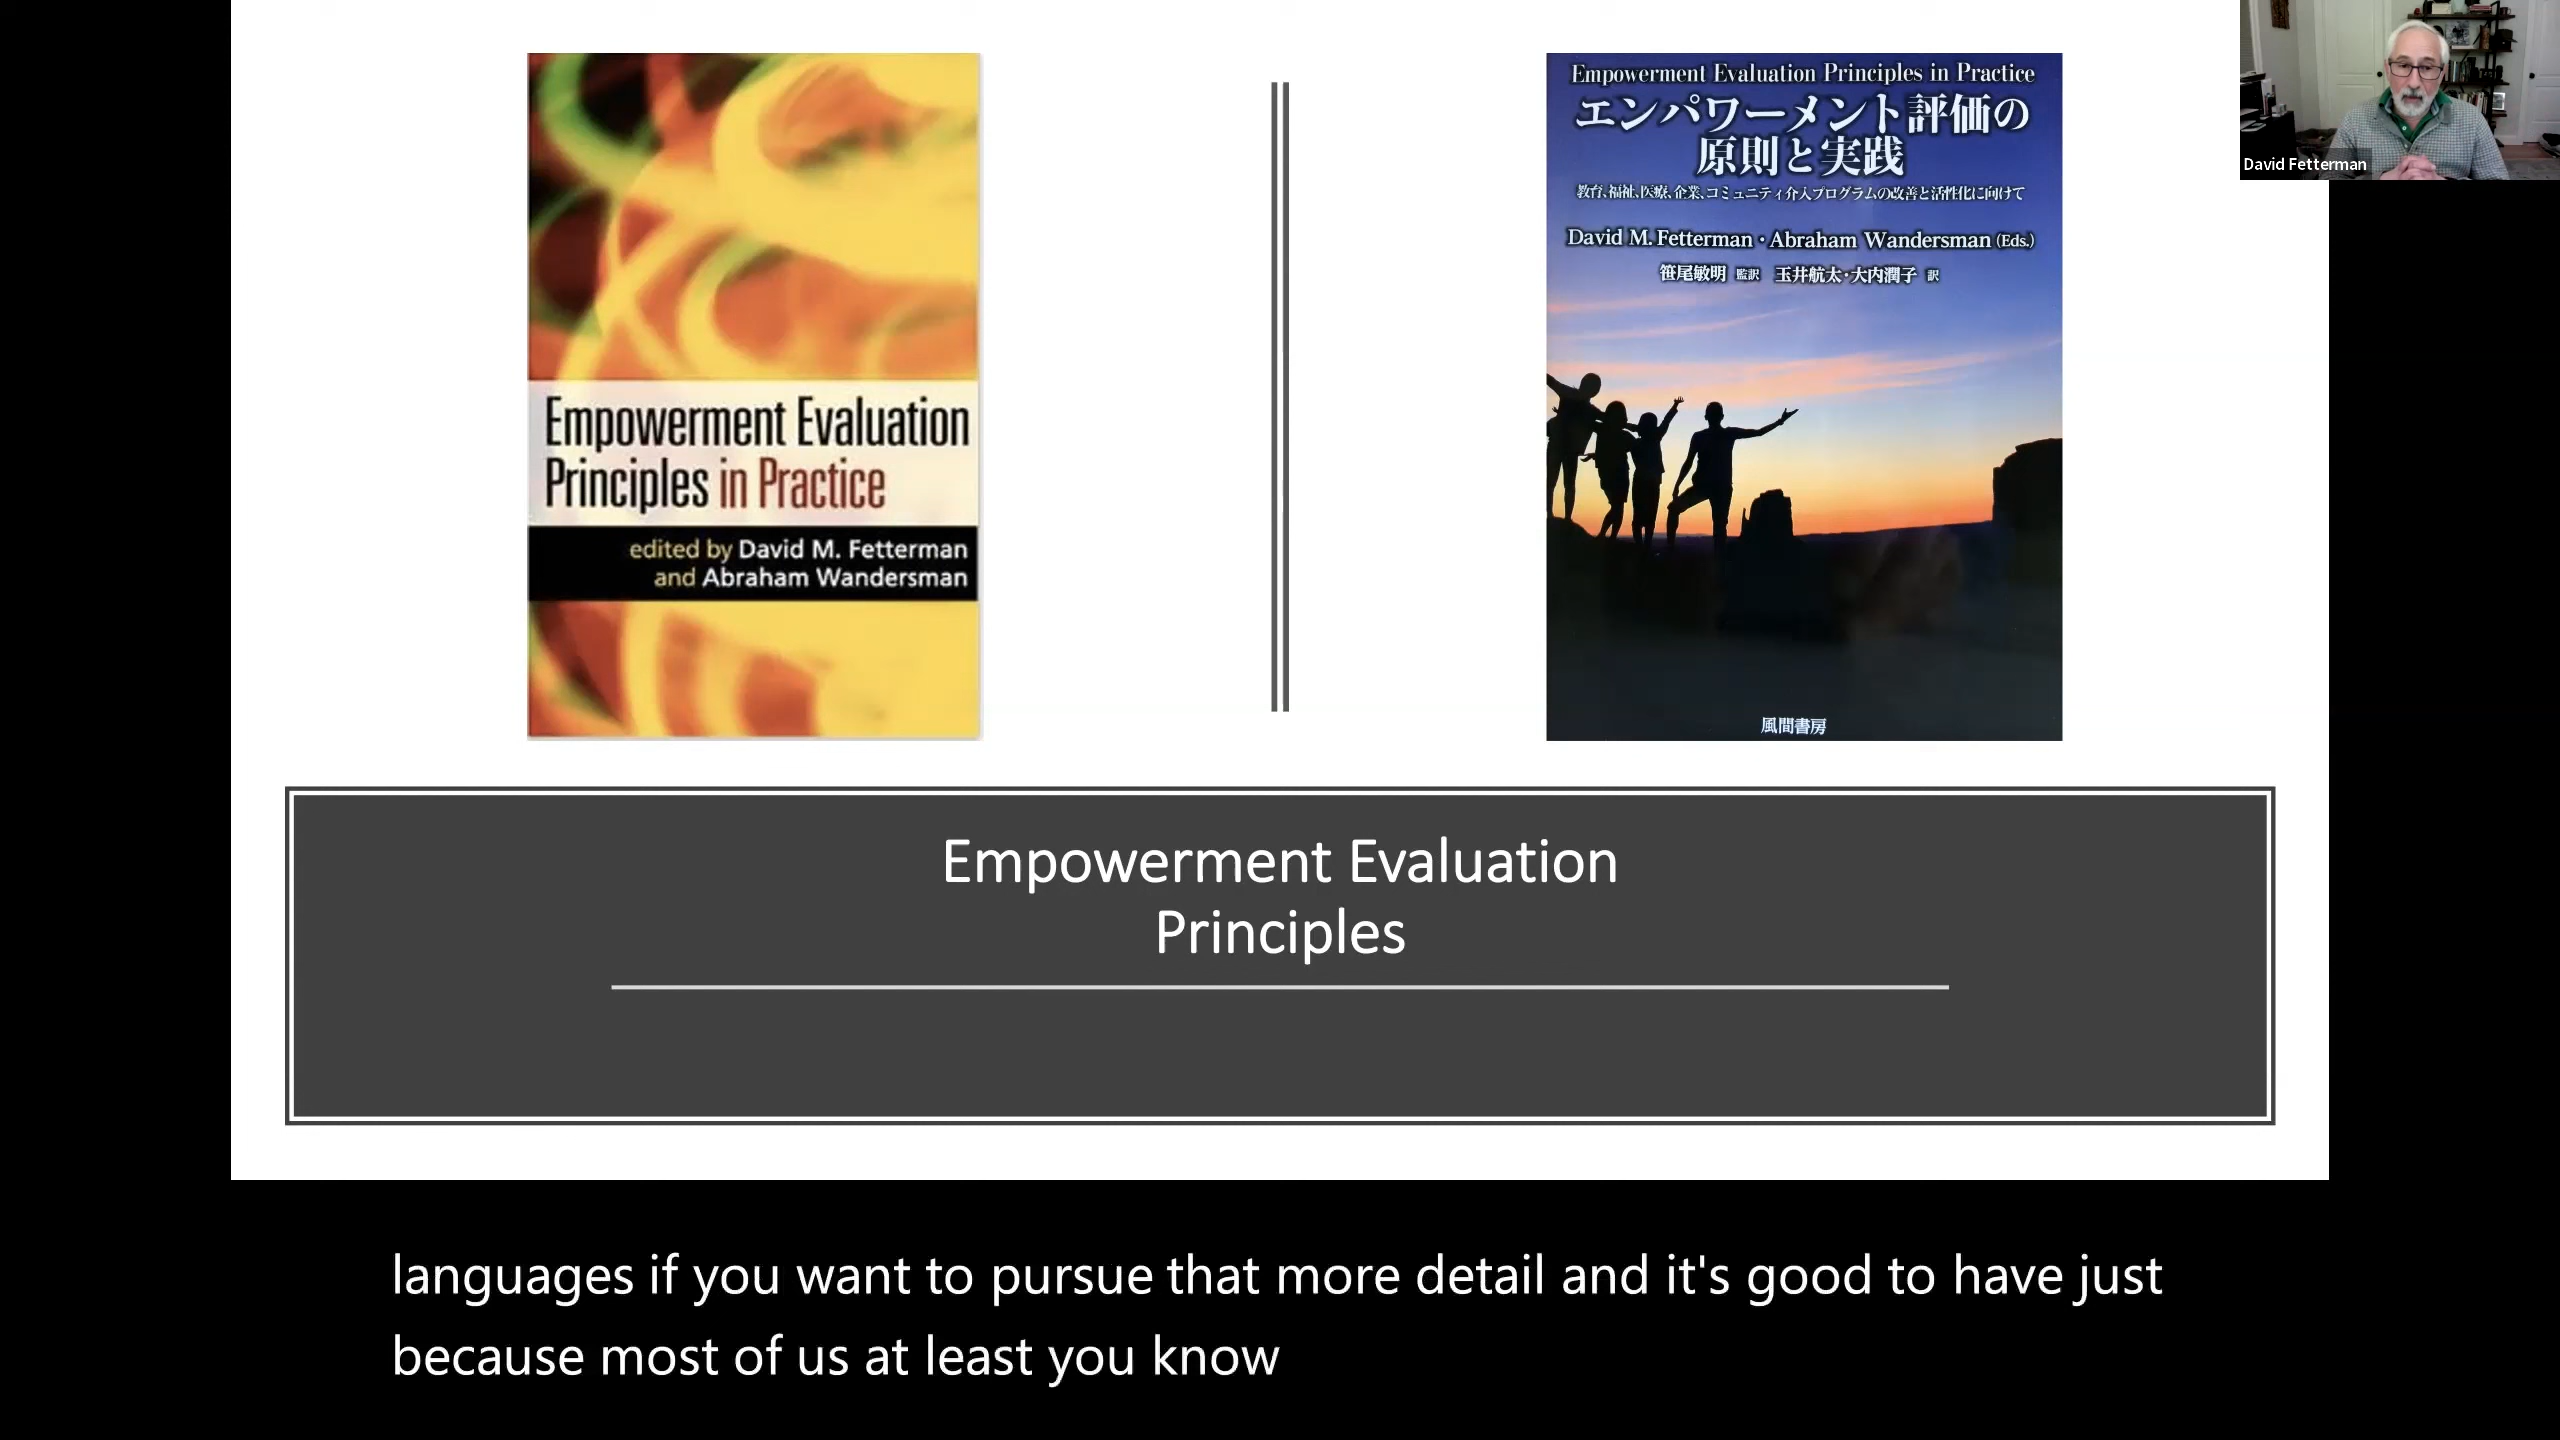 Empowerment Evaluation
Principles in Practice
edited by David M. Fetterman
and Abraham Wandersman
Empowerment Evaluation Principles in Practice
エンパワーメント評価の
原則と実践
教育、福祉、医療、企業、コミュニティ介入プログラムの改善と活性化に向けて
David M. Fetterman・Abraham Wandersman (Eds.)
笹尾敏明 監訳 玉井航太・大内潤子 訳
風間書房
David Fetterman
Empowerment Evaluation
Principles
languages if you want to pursue that more detail and it's good to have just
because most of us at least you know